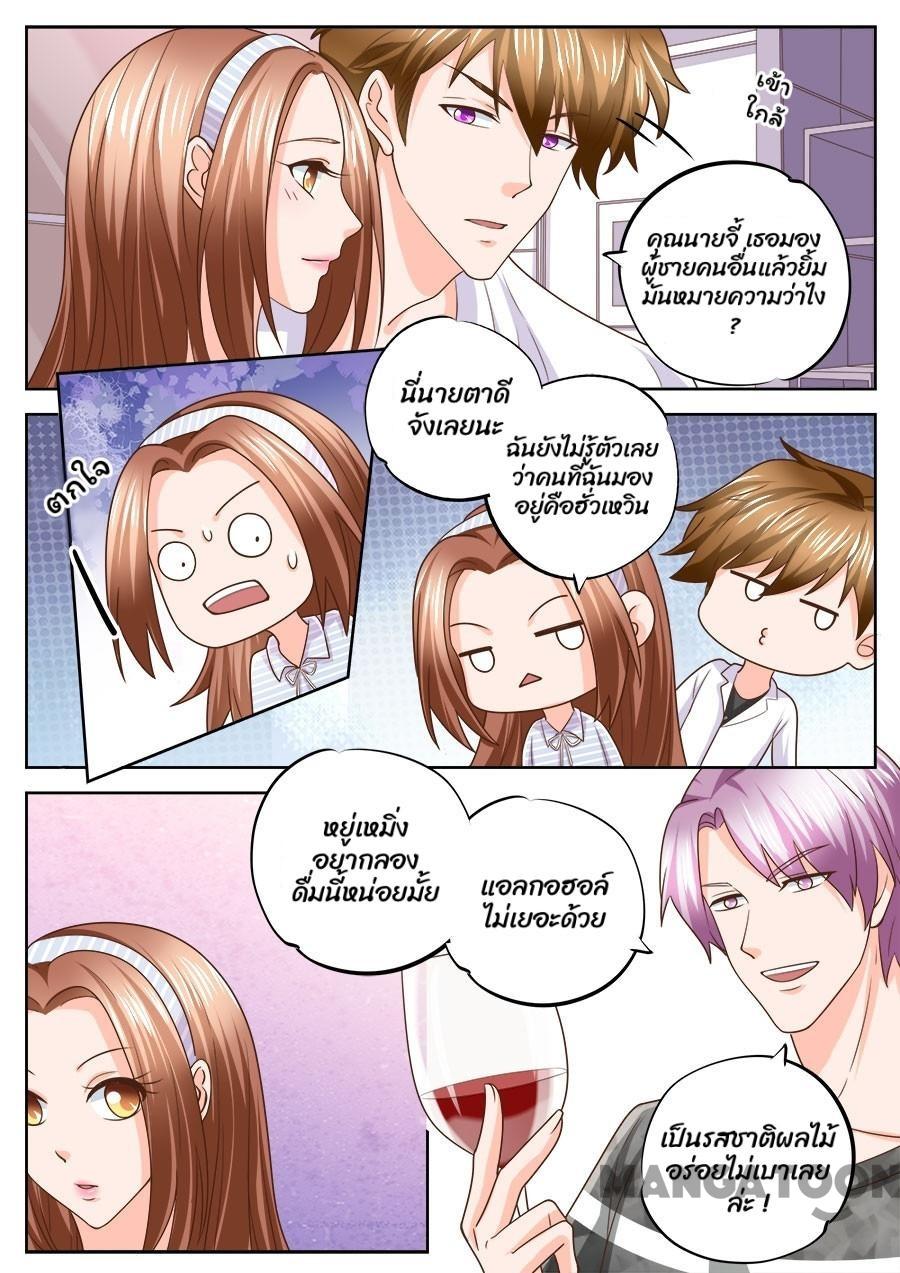 เข้า
ใกล้
คุณนายจี้ เธอมอง
ผู้ชายคนอื่นแล้วยิ้ม
มันหมายความว่าไง
?
นี่นายตาดี
จังเลยนะ
ฉันยังไม่รู้ตัวเลย
ว่าคนที่ฉันมอง
อยู่คือฮั่วเหวิน
ตกใจ
หยู่เหมิ่ง
อยากลอง
ดื่มนี้หน่อยมั้ย
แอลกอฮอล์
ไม่เยอะด้วย
เป็นรสชาติผลไม้
อร่อยไม่เบาเลย
ล่ะ !
MANGATOON